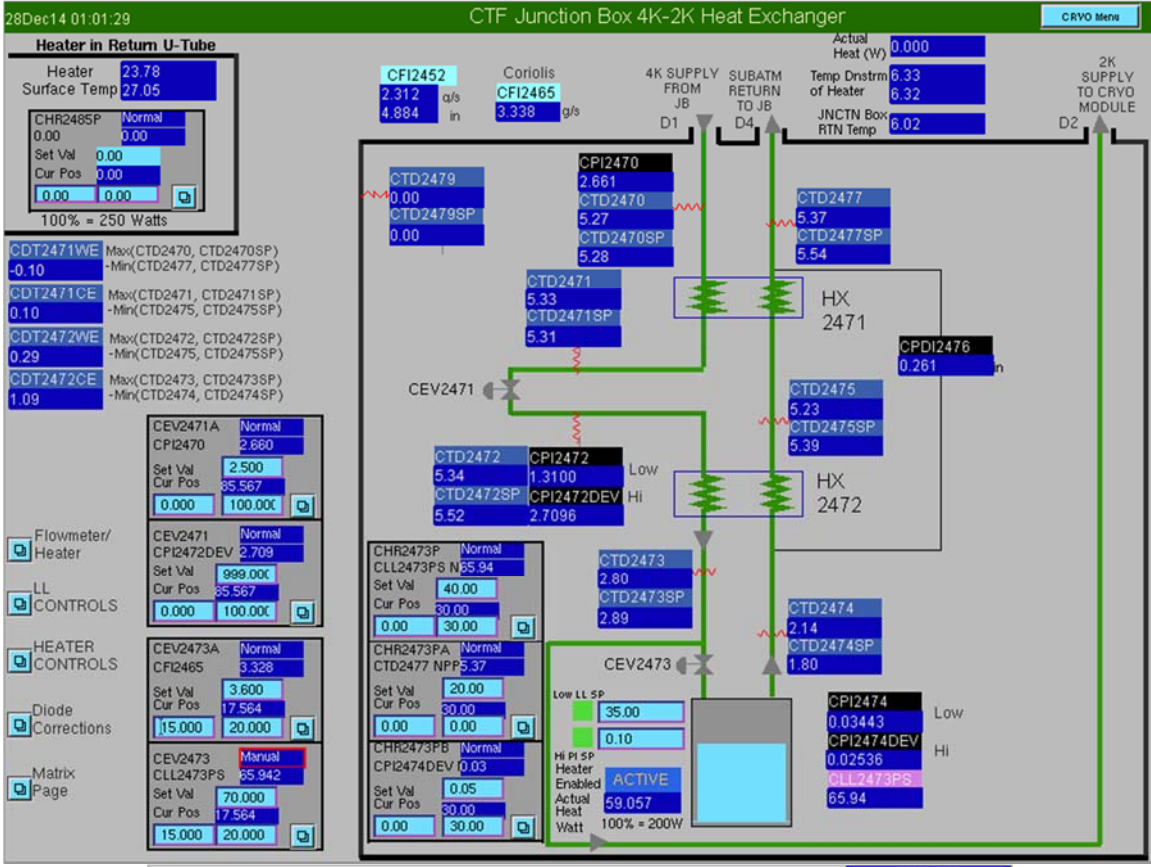 28Dec14 01:01:29
CTF Junction Box 4K-2K Heat Exchanger
CRYO Menu
Heater in Return U-Tube
Heater
Surface Temp
23.78
27.05
CHR2485P Normal
0.00 0.00
Set Val 0.00
Cur Pos 0.00
0.00 0.00
100% = 250 Watts
CFI2452
2.312 g/s
4.884 in
Coriolis
CFI2465
3.338 g/s
4K SUPPLY
FROM
JB
D1
SUBATM
RETURN
TO JB
D4
Actual
Heat (W) 0.000
Temp Dnstrm 6.33
of Heater 6.32
JNCTN Box
RTN Temp 6.02
2K
SUPPLY
TO CRYO
MODULE
D2
CDT2471WE Max(CTD2470, CTD2470SP)
-0.10 -Min(CTD2477, CTD2477SP)
CDT2471CE Max(CTD2471, CTD2471SP)
0.10 -Min(CTD2475, CTD2475SP)
CDT2472WE Max(CTD2472, CTD2472SP)
0.29 -Min(CTD2475, CTD2475SP)
CDT2472CE Max(CTD2473, CTD2473SP)
1.09 -Min(CTD2474, CTD2474SP)
CTD2479
0.00
CTD2479SP
0.00
CPI2470
2.661
CTD2470
5.27
CTD2470SP
5.28
CTD2477
5.37
CTD2477SP
5.54
CTD2471
5.33
CTD2471SP
5.31
HX
2471
CPDI2476
0.261 in
CEV2471
CTD2475
5.23
CTD2475SP
5.39
CTD2472
5.34
CTD2472SP
5.52
CPI2472
1.3100 Low
CPI2472DEV Hi
2.7096
HX
2472
CEV2471A Normal
CPI2470 2.660
Set Val 2.500
Cur Pos 85.567
0.000 100.000
CEV2471 Normal
CPI2472DEV 2.709
Set Val 999.000
Cur Pos 85.567
0.000 100.000
CEV2473A Normal
CFI2465 3.328
Set Val 3.600
Cur Pos 17.564
15.000 20.000
CEV2473 Manual
CLL2473PS 65.942
Set Val 70.000
Cur Pos 17.564
15.000 20.000
Flowmeter/
Heater
LL
CONTROLS
HEATER
CONTROLS
Diode
Corrections
Matrix
Page
CHR2473P Normal
CLL2473PS N 65.94
Set Val 40.00
Cur Pos 30.00
0.00 30.00
CHR2473PA Normal
CTD2477 NPP 5.37
Set Val 20.00
Cur Pos 30.00
0.00 0.00
CHR2473PB Normal
CPI2474DEV 0.03
Set Val 0.05
Cur Pos 30.00
0.00 30.00
CTD2473
2.80
CTD2473SP
2.89
CTD2474
2.14
CTD2474SP
1.80
CEV2473
Low LL SP
35.00
0.10
Hi PI SP
Heater
Enabled ACTIVE
Actual
Heat 59.057
Watt 100% = 200W
CPI2474
0.03443 Low
CPI2474DEV
0.02536 Hi
CLL2473PS
65.94